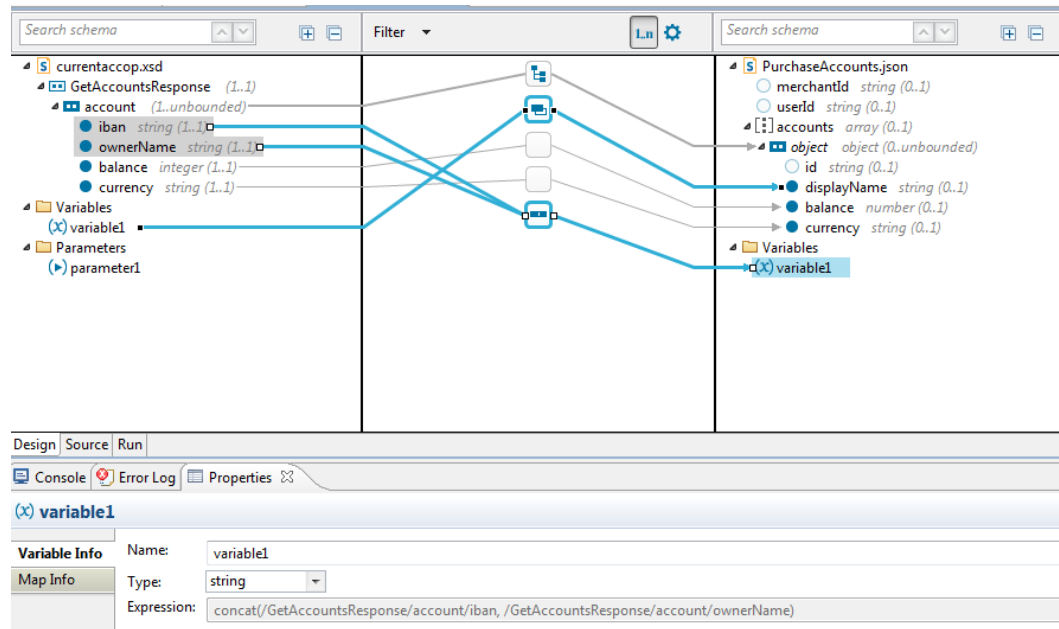 Search schema
Filter
1..n
Search schema
S currentaccop.xsd
GetAccountsResponse (1..1)
account (1..unbounded)
iban string (1..1)
ownerName string (1..1)
balance integer (1..1)
currency string (1..1)
Variables
(x) variable1
Parameters
parameter1
S PurchaseAccounts.json
merchantId string (0..1)
userId string (0..1)
accounts array (0..1)
object object (0..unbounded)
id string (0..1)
displayName string (0..1)
balance number (0..1)
currency string (0..1)
Variables
(x) variable1
Design Source Run
Console Error Log Properties
(x) variable1
Variable Info
Map Info
Name: variable1
Type: string
Expression: concat(/GetAccountsResponse/account/iban, /GetAccountsResponse/account/ownerName)